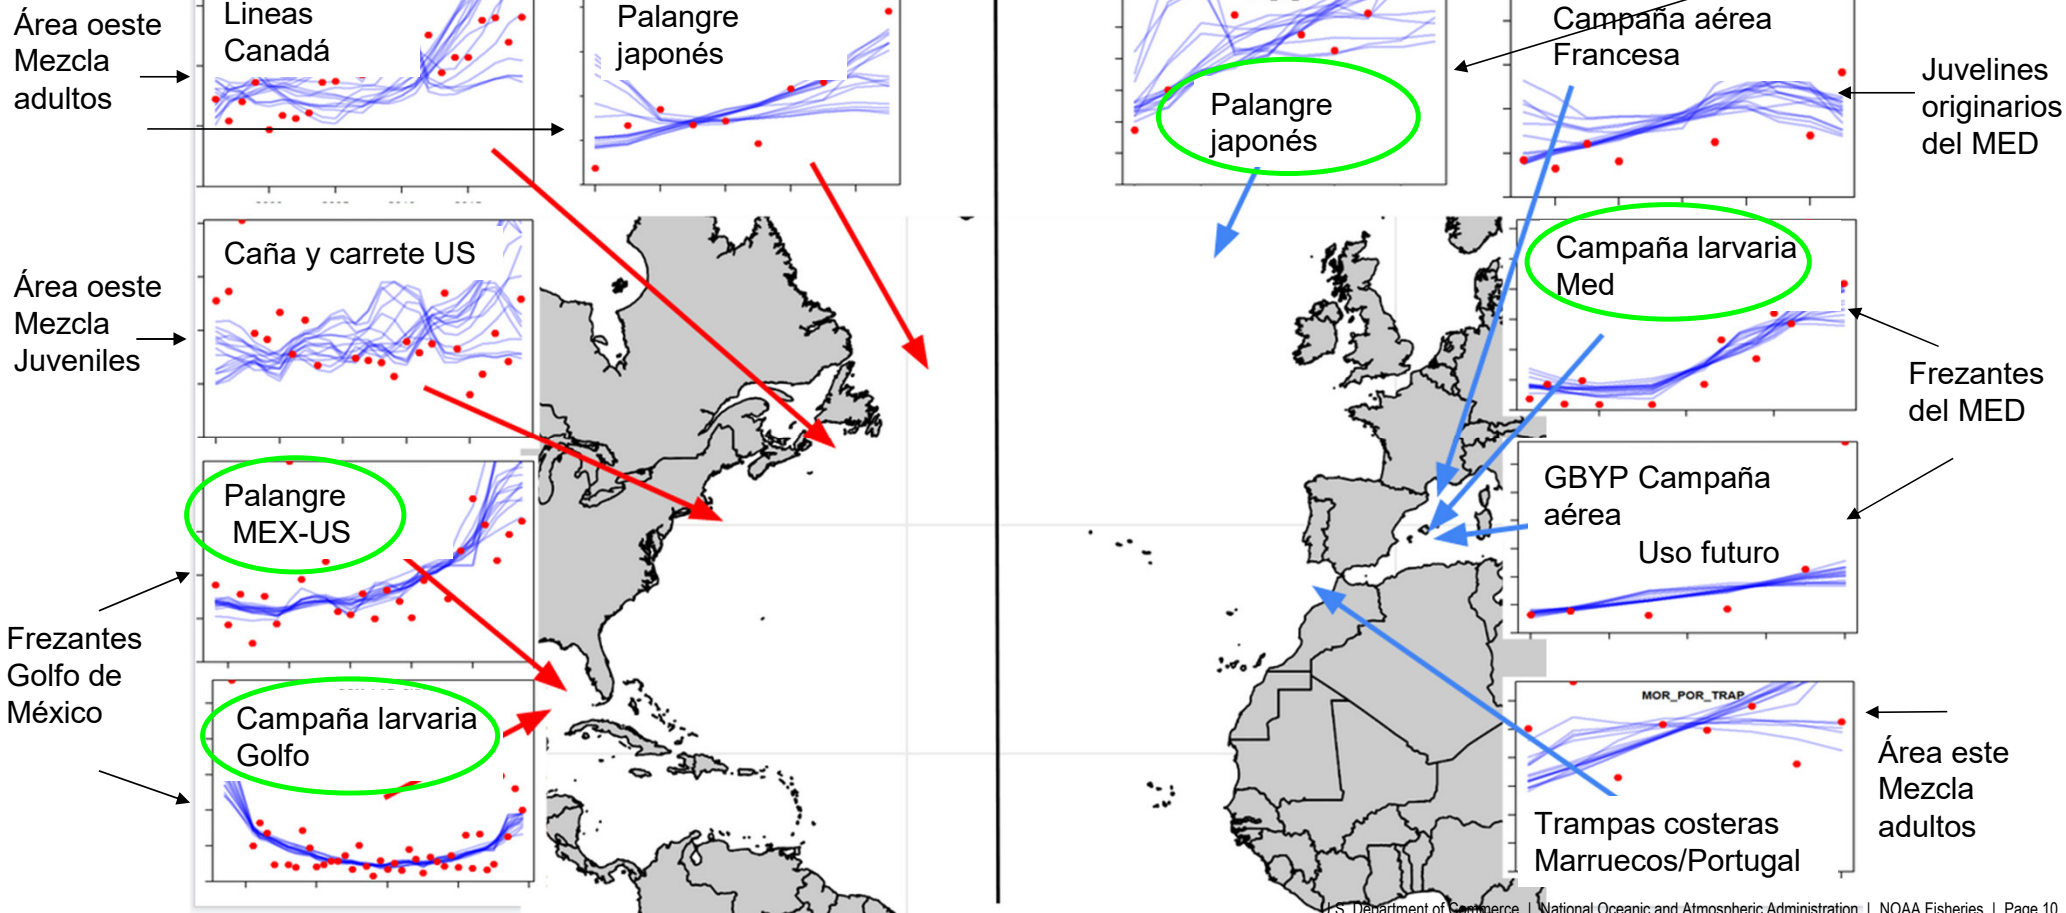 Área oeste
Mezcla
adultos
Lineas
Canadá
Palangre
japonés
Área oeste
Mezcla
Juveniles
Caña y carrete US
Palangre
MEX-US
Frezantes
Golfo de
México
Campaña larvaria
Golfo
Palangre
japonés
Campaña aérea
Francesa
Juvelines
originarios
del MED
Campaña larvaria
Med
Frezantes
del MED
GBYP Campaña
aérea
Uso futuro
MOR_POR_TRAP
Área este
Mezcla
adultos
Trampas costeras
Marruecos/Portugal
U.S. Department of Commerce | National Oceanic and Atmospheric Administration | NOAA Fisheries | Page 10